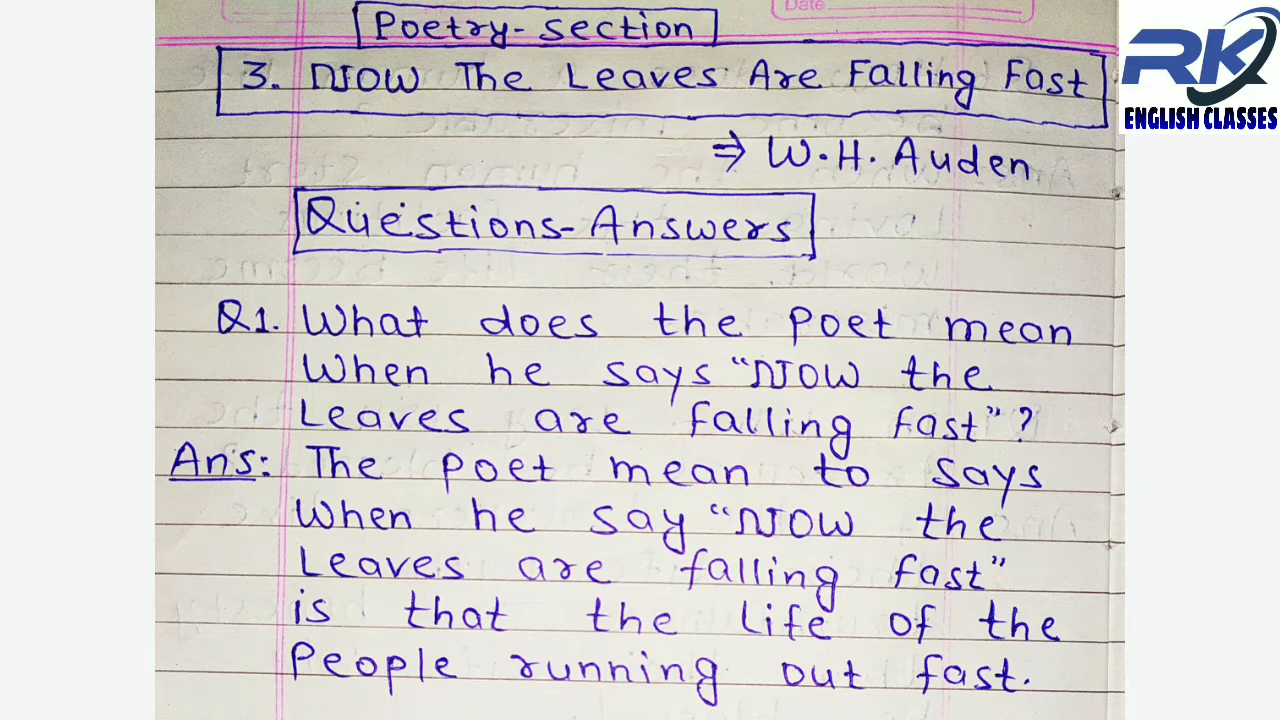 Date
Poetry-section
3. Now The Leaves Are Falling Fast
⇒ W.H. Auden
Questions-Answers
Q1. What does the poet mean
When he says "Now the
Leaves are falling fast"?
Ans: The poet mean to says
When he say "Now the
Leaves are falling fast"
is that the life of the
People running out fast.
RK
ENGLISH CLASSES